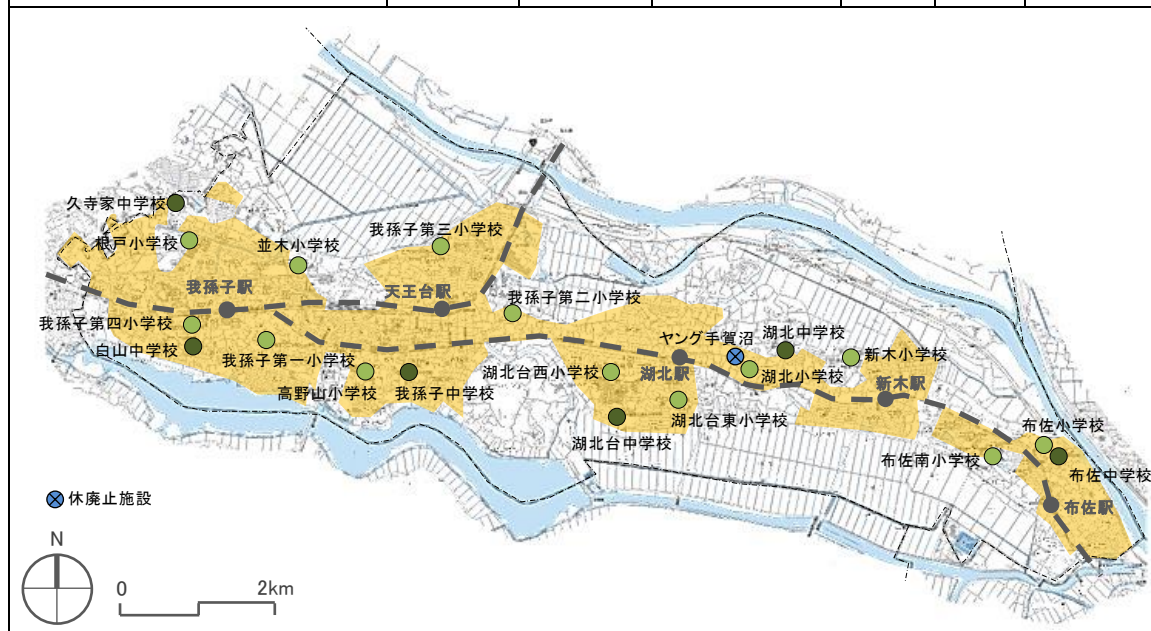 久寺家中学校
根戸小学校
並木小学校
我孫子第三小学校
我孫子駅
天王台駅
我孫子第二小学校
我孫子第四小学校
白山中学校
我孫子第一小学校
高野山小学校
我孫子中学校
湖北台西小学校
ヤング手賀沼
湖北中学校
湖北駅
湖北小学校
新木小学校
新木駅
湖北台東小学校
湖北台中学校
布佐小学校
布佐南小学校
布佐中学校
布佐駅
休廃止施設
N
0
2km